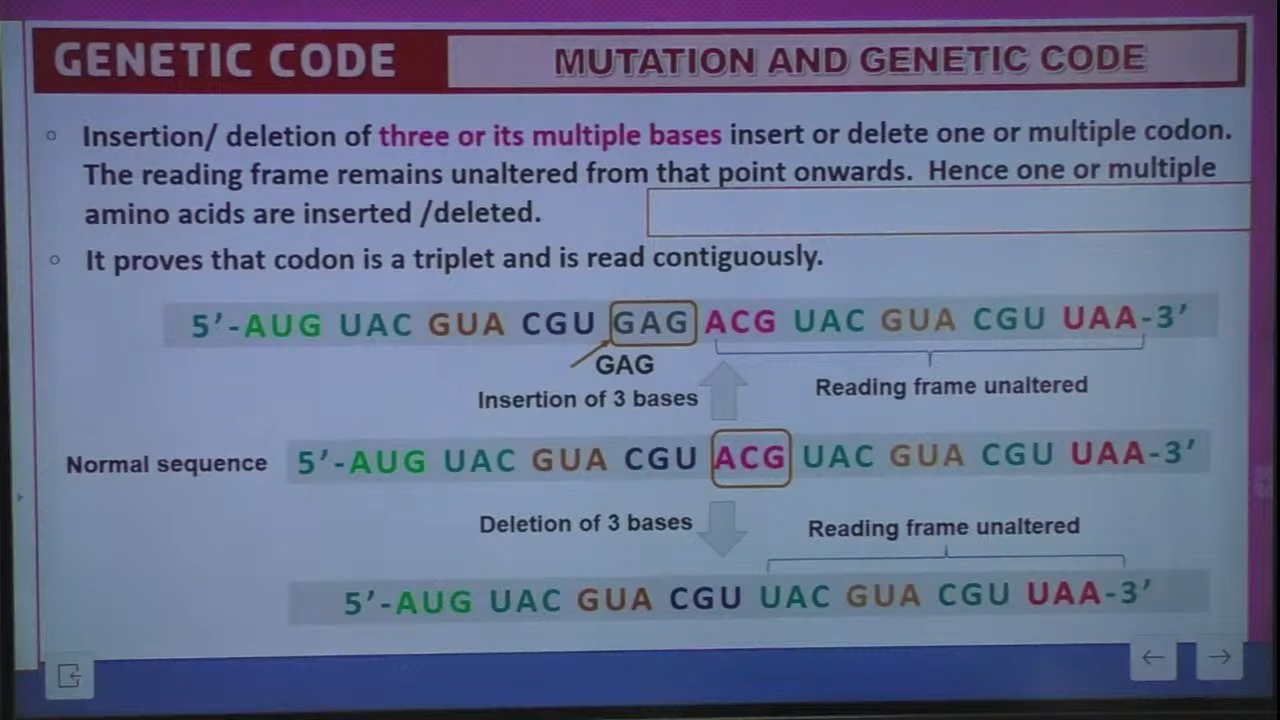 GENETIC CODE
MUTATION AND GENETIC CODE
Insertion/ deletion of three or its multiple bases insert or delete one or multiple codon.
The reading frame remains unaltered from that point onwards. Hence one or multiple
amino acids are inserted /deleted.
It proves that codon is a triplet and is read contiguously.
5′-AUG UAC GUA CGU GAG ACG UAC GUA CGU UAA-3′
GAG
Insertion of 3 bases
Reading frame unaltered
Normal sequence 5′-AUG UAC GUA CGU ACG UAC GUA CGU UAA-3′
Deletion of 3 bases
Reading frame unaltered
5′-AUG UAC GUA CGU UAC GUA CGU UAA-3′